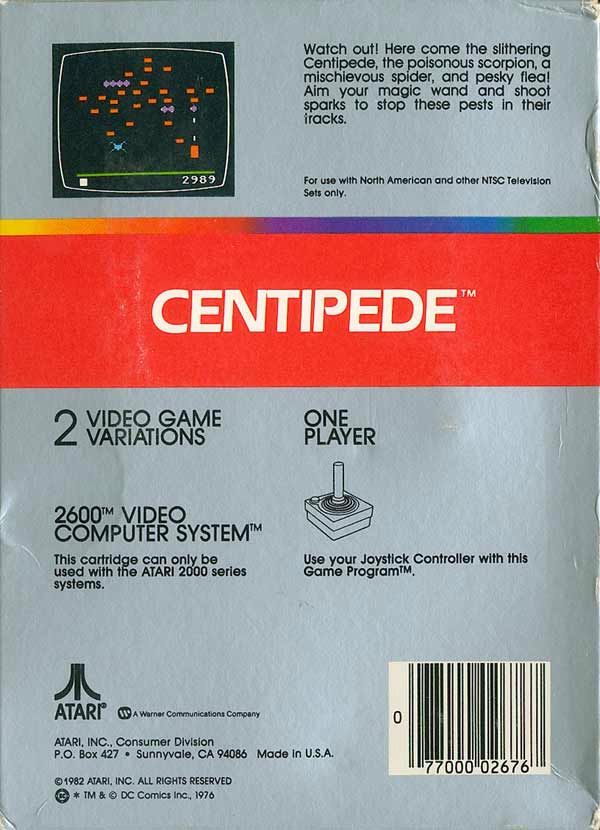 Watch out! Here come the slithering
Centipede, the poisonous scorpion, a
mischievous spider, and pesky flea!
Aim your magic wand and shoot
sparks to stop these pests in their
tracks.
2989
For use with North American and other NTSC Television
Sets only.
CENTIPEDE™
2 VIDEO GAME
VARIATIONS
ONE
PLAYER
2600™ VIDEO
COMPUTER SYSTEM™
This cartridge can only be
used with the ATARI 2000 series
systems.
Use your Joystick Controller with this
Game Program™.
ATARI® A Warner Communications Company
ATARI, INC., Consumer Division
P.O. Box 427 • Sunnyvale, CA 94086 Made in U.S.A.
©1982 ATARI, INC. ALL RIGHTS RESERVED
* TM & © DC Comics Inc., 1976
0 77000 02676